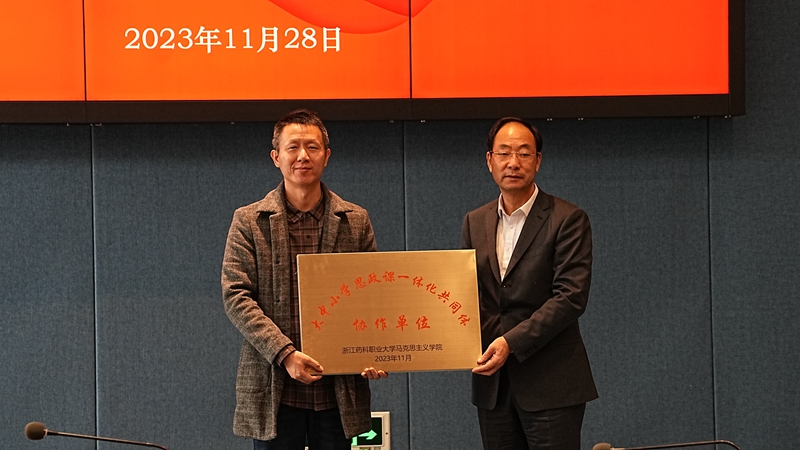 2023年11月28日
大中小学思政课一体化共同体
协作单位
浙江药科职业大学马克思主义学院
2023年11月